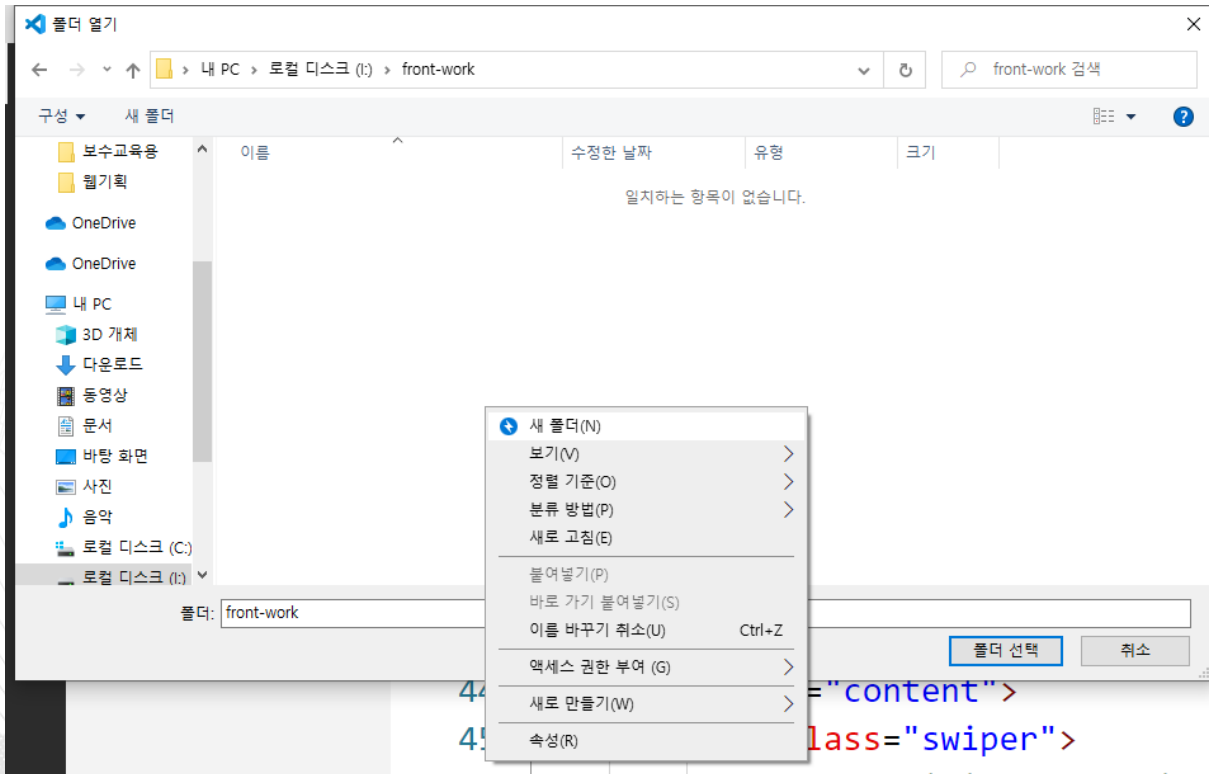 폴더 열기
내 PC > 로컬 디스크 (I:) > front-work
front-work 검색
구성
새 폴더
보수교육용
웹기획
OneDrive
OneDrive
내 PC
3D 개체
다운로드
동영상
문서
바탕 화면
사진
음악
로컬 디스크 (C:)
로컬 디스크 (I:)
이름
수정한 날짜
유형
크기
일치하는 항목이 없습니다.
새 폴더(N)
보기(V)
정렬 기준(O)
분류 방법(P)
새로 고침(E)
붙여넣기(P)
바로 가기 붙여넣기(S)
이름 바꾸기 취소(U) Ctrl+Z
액세스 권한 부여 (G)
새로 만들기(W)
속성(R)
폴더: front-work
폴더 선택
취소
44 ="content">
lass="swiper">